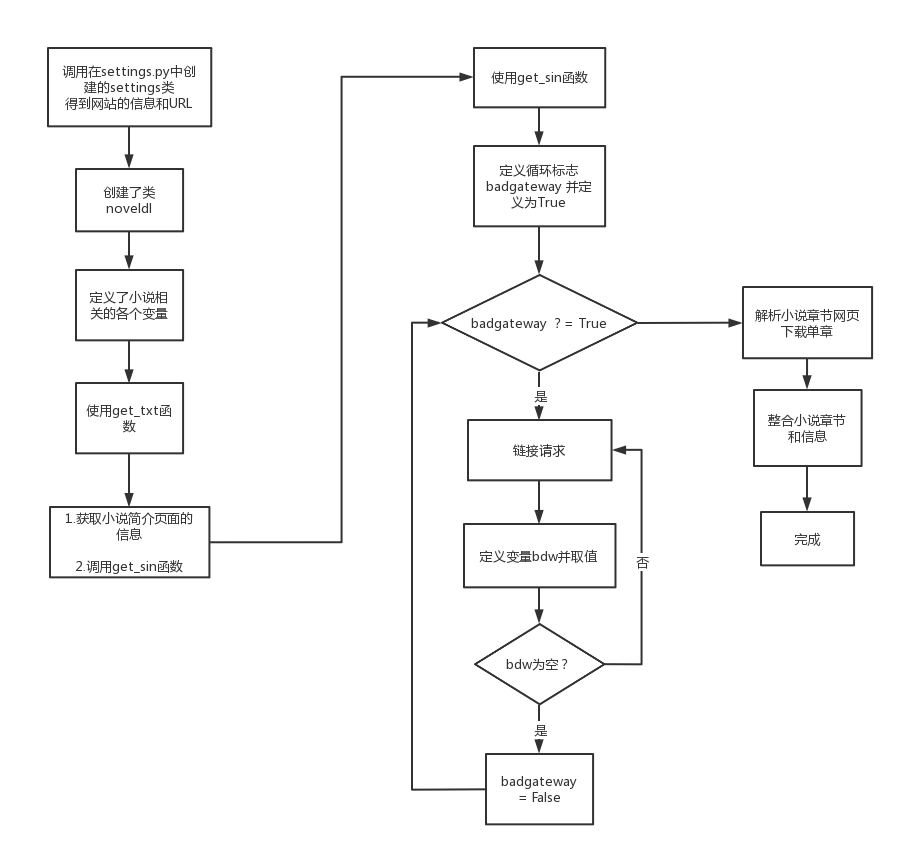 调用在settings.py中创
建的settings类
得到网站的信息和URL
创建了类
noveldl
定义了小说相
关的各个变量
使用get_txt函
数
1.获取小说简介页面的
信息
2.调用get_sin函数
使用get_sin函数
定义循环标志
badgateway 并定
义为True
badgateway ？= True
是
链接请求
定义变量bdw并取值
否
bdw为空？
是
badgateway
= False
解析小说章节网页
下载单章
整合小说章节
和信息
完成